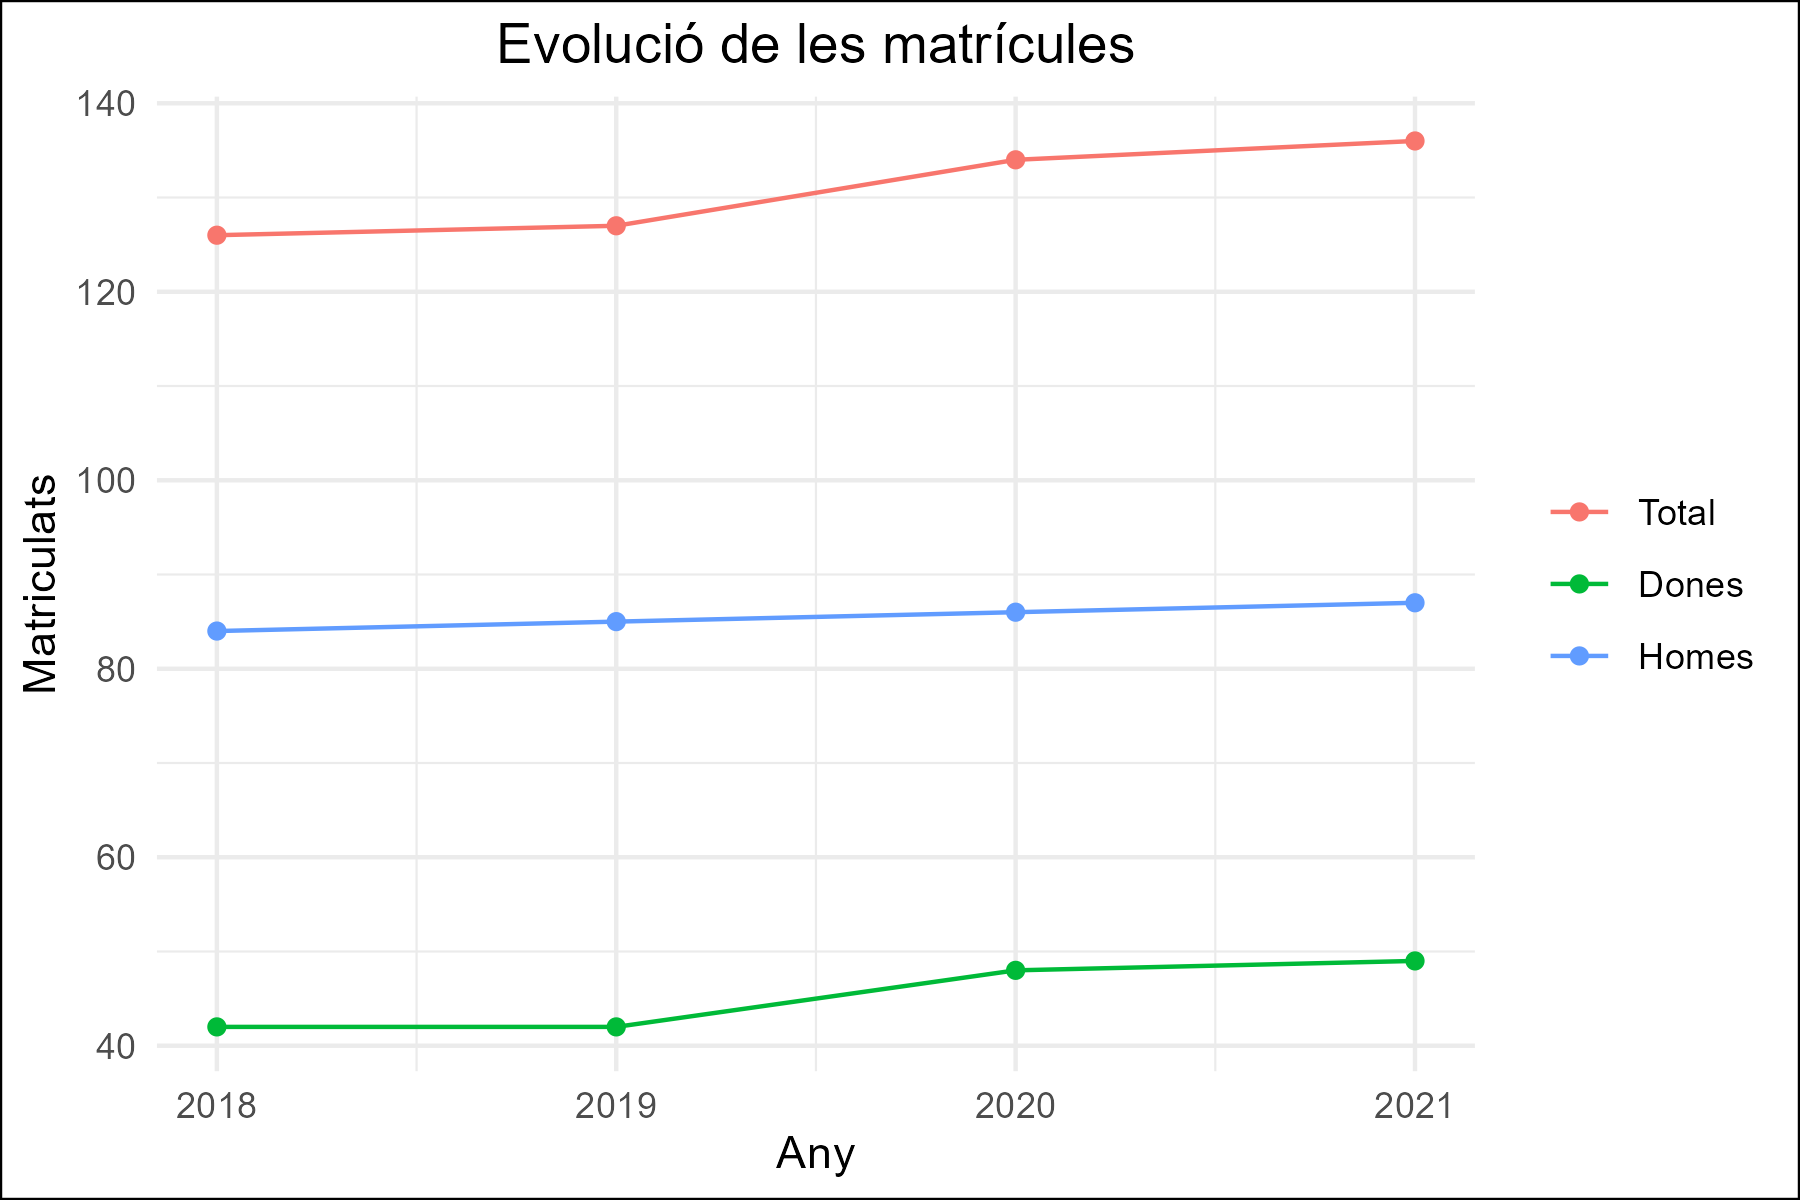 Evolució de les matrícules
140
120
100
80
60
40
Matriculats
2018
2019
2020
2021
Any
Total
Dones
Homes